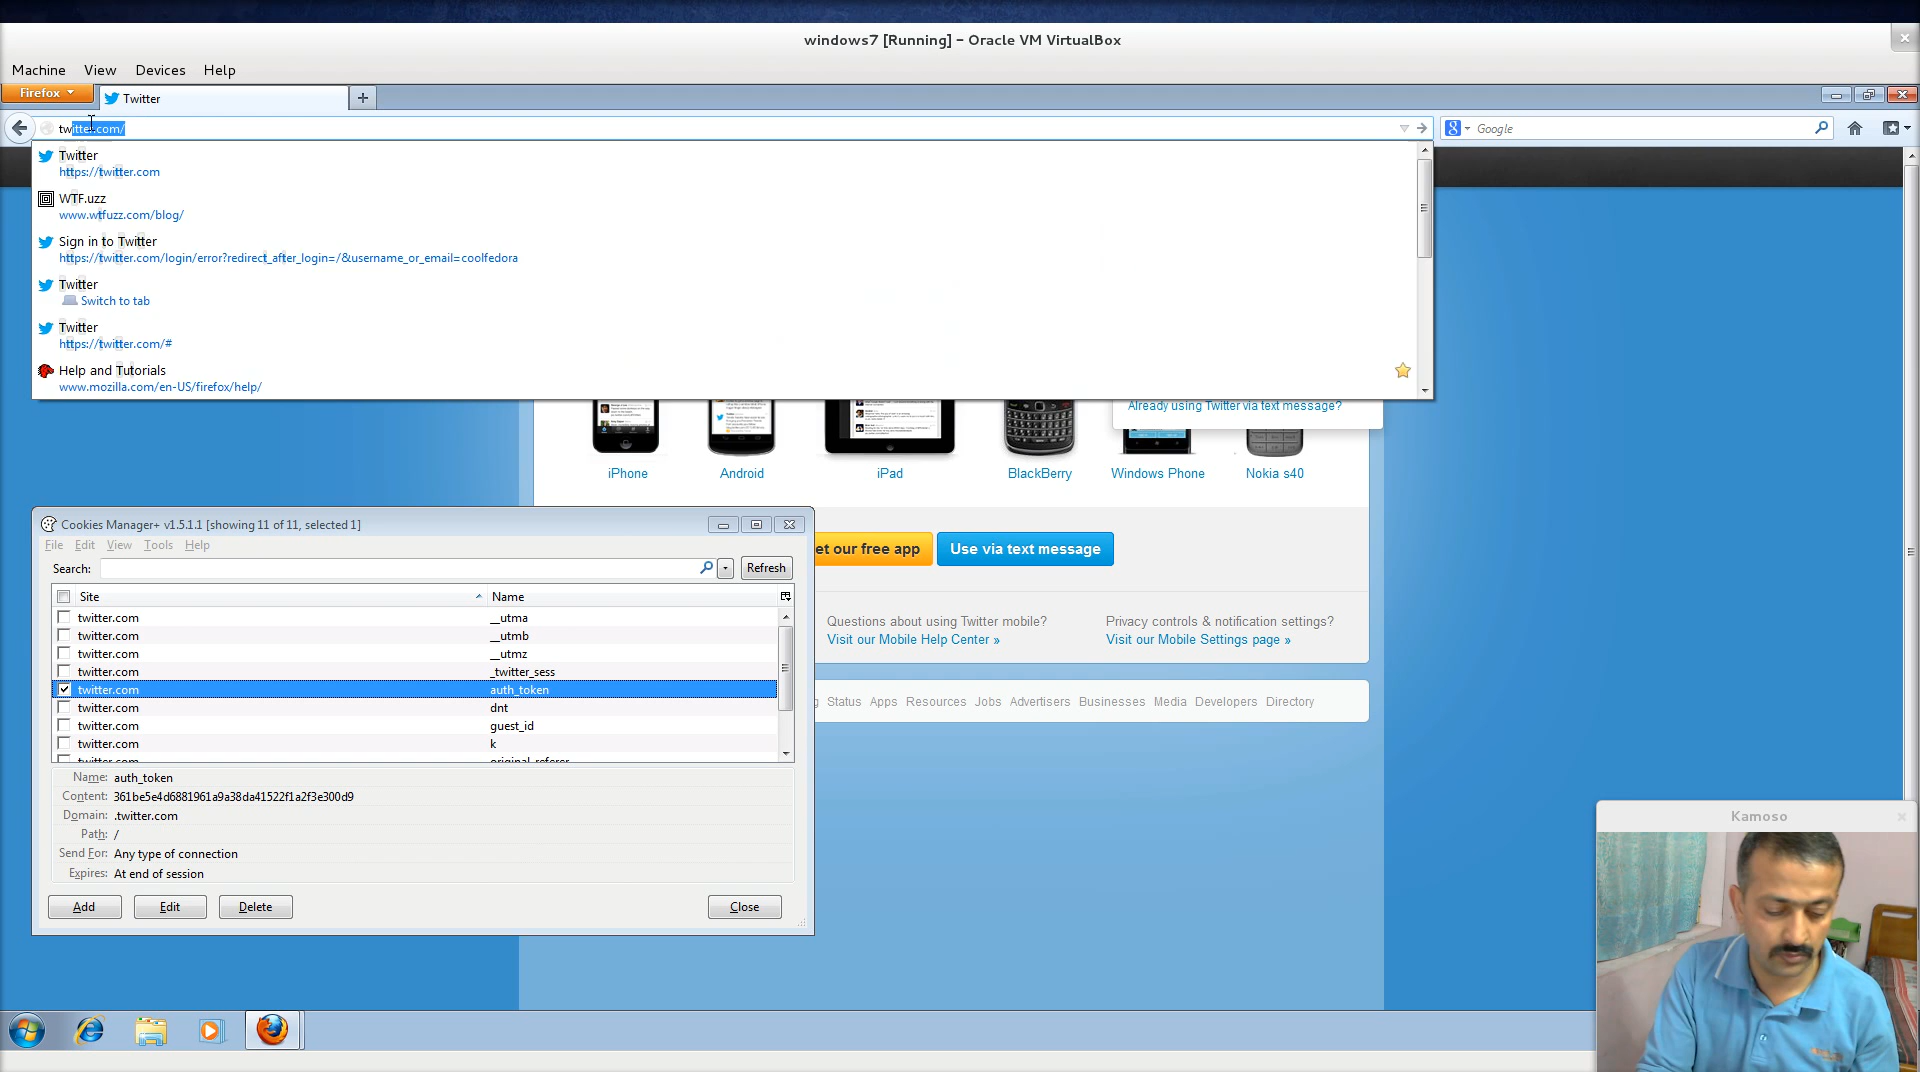 windows7 [Running] – Oracle VM VirtualBox
Machine View Devices Help
Firefox
Twitter
twitter.com/
Google
Twitter
https://twitter.com
WTF.uzz
www.wtfuzz.com/blog/
Sign in to Twitter
https://twitter.com/login/error?redirect_after_login=/&username_or_email=coolfedora
Twitter
Switch to tab
Twitter
https://twitter.com/#
Help and Tutorials
www.mozilla.com/en-US/firefox/help/
Already using Twitter via text message?
iPhone Android iPad BlackBerry Windows Phone Nokia s40
et our free app
Use via text message
Questions about using Twitter mobile?
Visit our Mobile Help Center »
Privacy controls & notification settings?
Visit our Mobile Settings page »
g Status Apps Resources Jobs Advertisers Businesses Media Developers Directory
Cookies Manager+ v1.5.1.1 [showing 11 of 11, selected 1]
File Edit View Tools Help
Search:
Refresh
Site Name
twitter.com __utma
twitter.com __utmb
twitter.com __utmz
twitter.com _twitter_sess
twitter.com auth_token
twitter.com dnt
twitter.com guest_id
twitter.com k
twitter.com original_referer
Name: auth_token
Content: 361be5e4d6881961a9a38da41522f1a2f3e300d9
Domain: .twitter.com
Path: /
Send For: Any type of connection
Expires: At end of session
Add Edit Delete Close
Kamoso